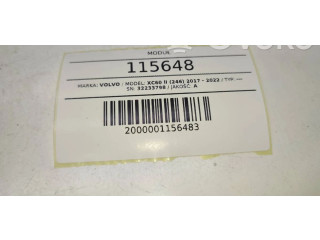 MODUŁ
115648
MARKA: VOLVO / MODEL: XC60 II (246) 2017 - 2022 / TYP: ---
SN: 32233798 / JAKOŚĆ: A
2000001156483